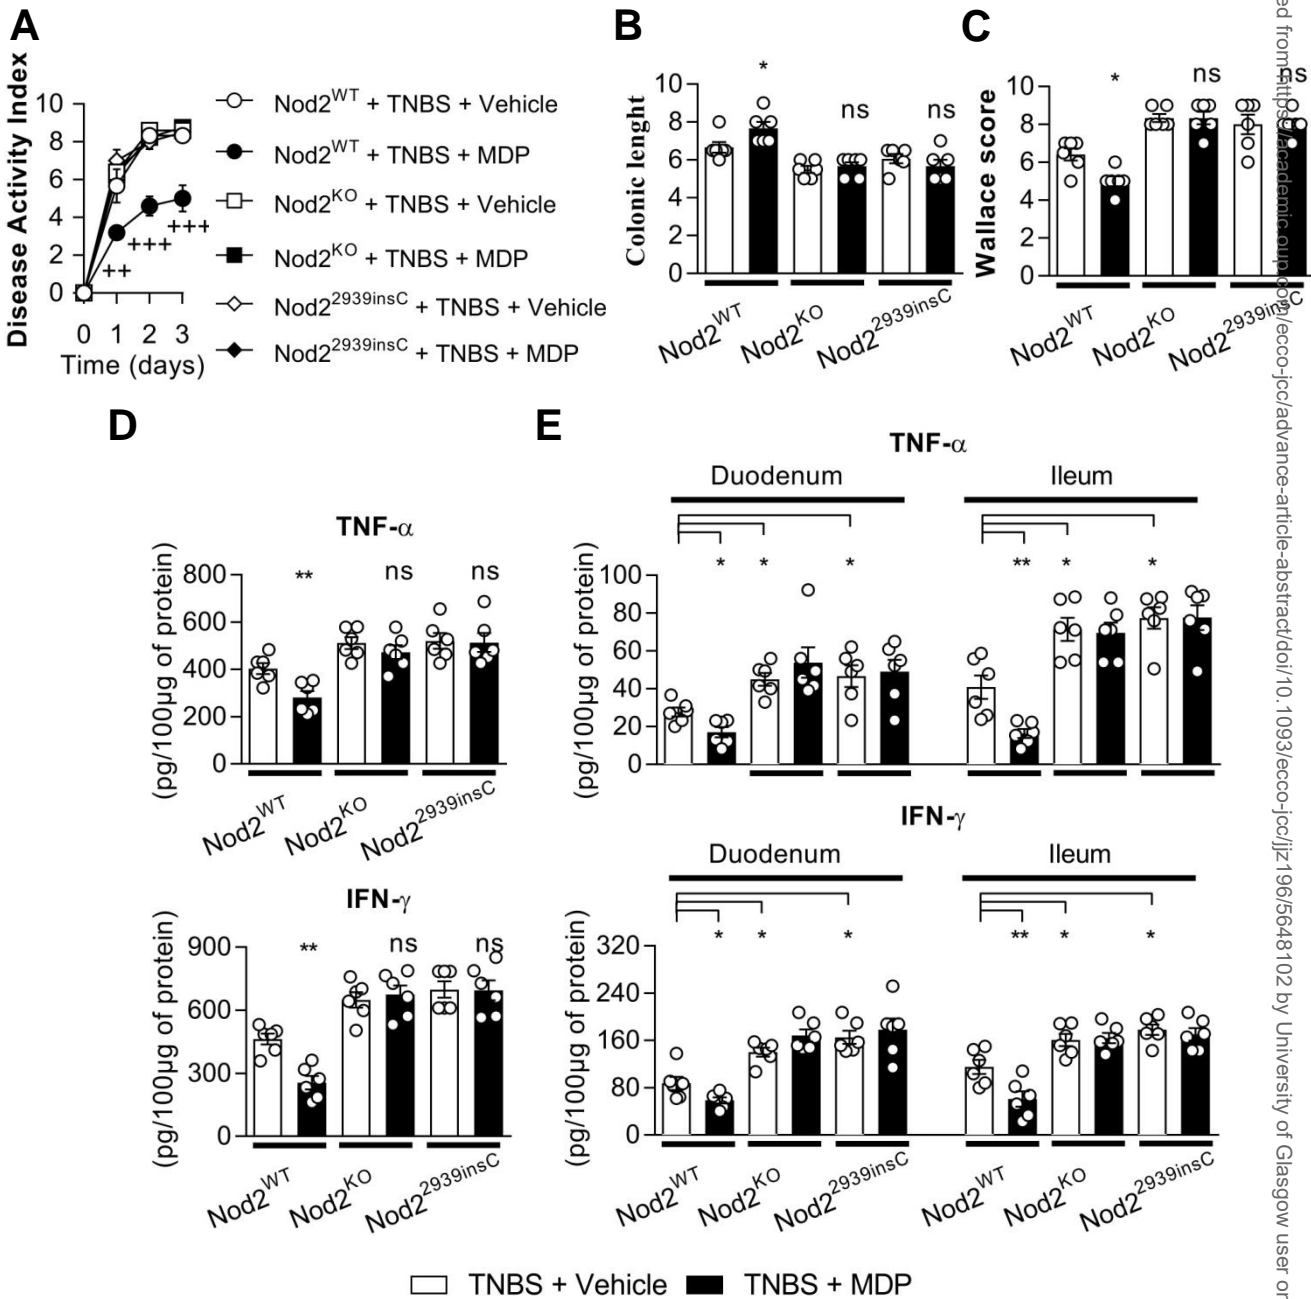 A
Disease Activity Index
10
8
6
4
2
0
++
+++
+++
0 1 2 3
Time (days)
Nod2WT + TNBS + Vehicle
Nod2WT + TNBS + MDP
Nod2KO + TNBS + Vehicle
Nod2KO + TNBS + MDP
Nod22939insC + TNBS + Vehicle
Nod22939insC + TNBS + MDP
B
Colonic lenght
10
8
6
4
2
0
* ns ns
Nod2WT Nod2KO Nod22939insC
C
Wallace score
10
8
6
4
2
0
* ns ns
Nod2WT Nod2KO Nod22939insC
D
TNF-α
(pg/100µg of protein)
800
600
400
200
0
** ns ns
Nod2WT Nod2KO Nod22939insC
IFN-γ
(pg/100µg of protein)
900
600
300
0
** ns ns
Nod2WT Nod2KO Nod22939insC
E
TNF-α
Duodenum Ileum
(pg/100µg of protein)
100
80
60
40
20
0
* * * ** * *
IFN-γ
Duodenum Ileum
(pg/100µg of protein)
320
240
160
80
0
* * * ** * *
Nod2WT Nod2KO Nod22939insC Nod2WT Nod2KO Nod22939insC
TNBS + Vehicle TNBS + MDP
ed from https://academic.oup.com/ecco-jcc/advance-article-abstract/doi/10.1093/ecco-jcc/jjz196/5648102 by University of Glasgow user on